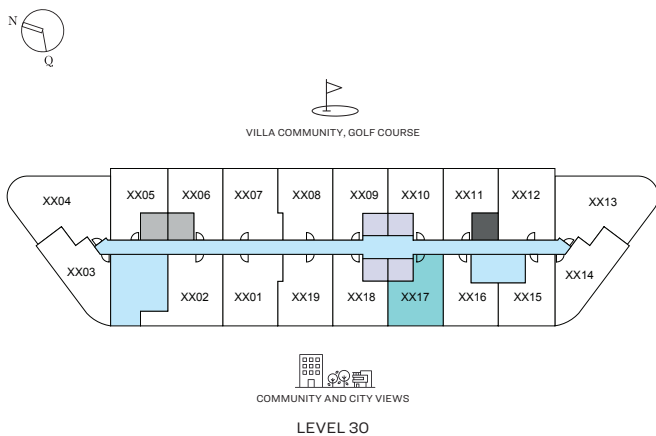 N
Q
VILLA COMMUNITY, GOLF COURSE
XX04
XX05
XX06
XX07
XX08
XX09
XX10
XX11
XX12
XX13
XX03
XX02
XX01
XX19
XX18
XX17
XX16
XX15
XX14
COMMUNITY AND CITY VIEWS
LEVEL 30